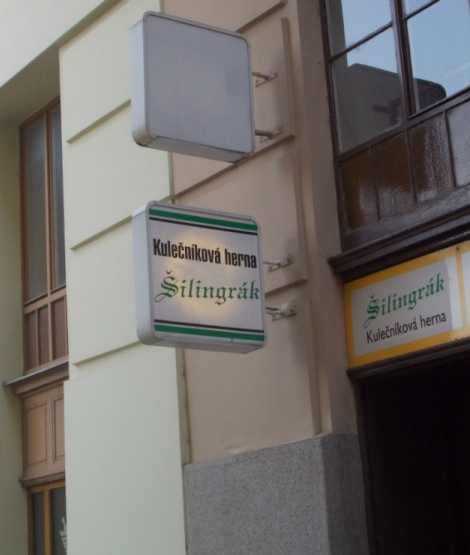 Kulečníková herna
Šilingrák
Šilingrák
Kulečníková herna